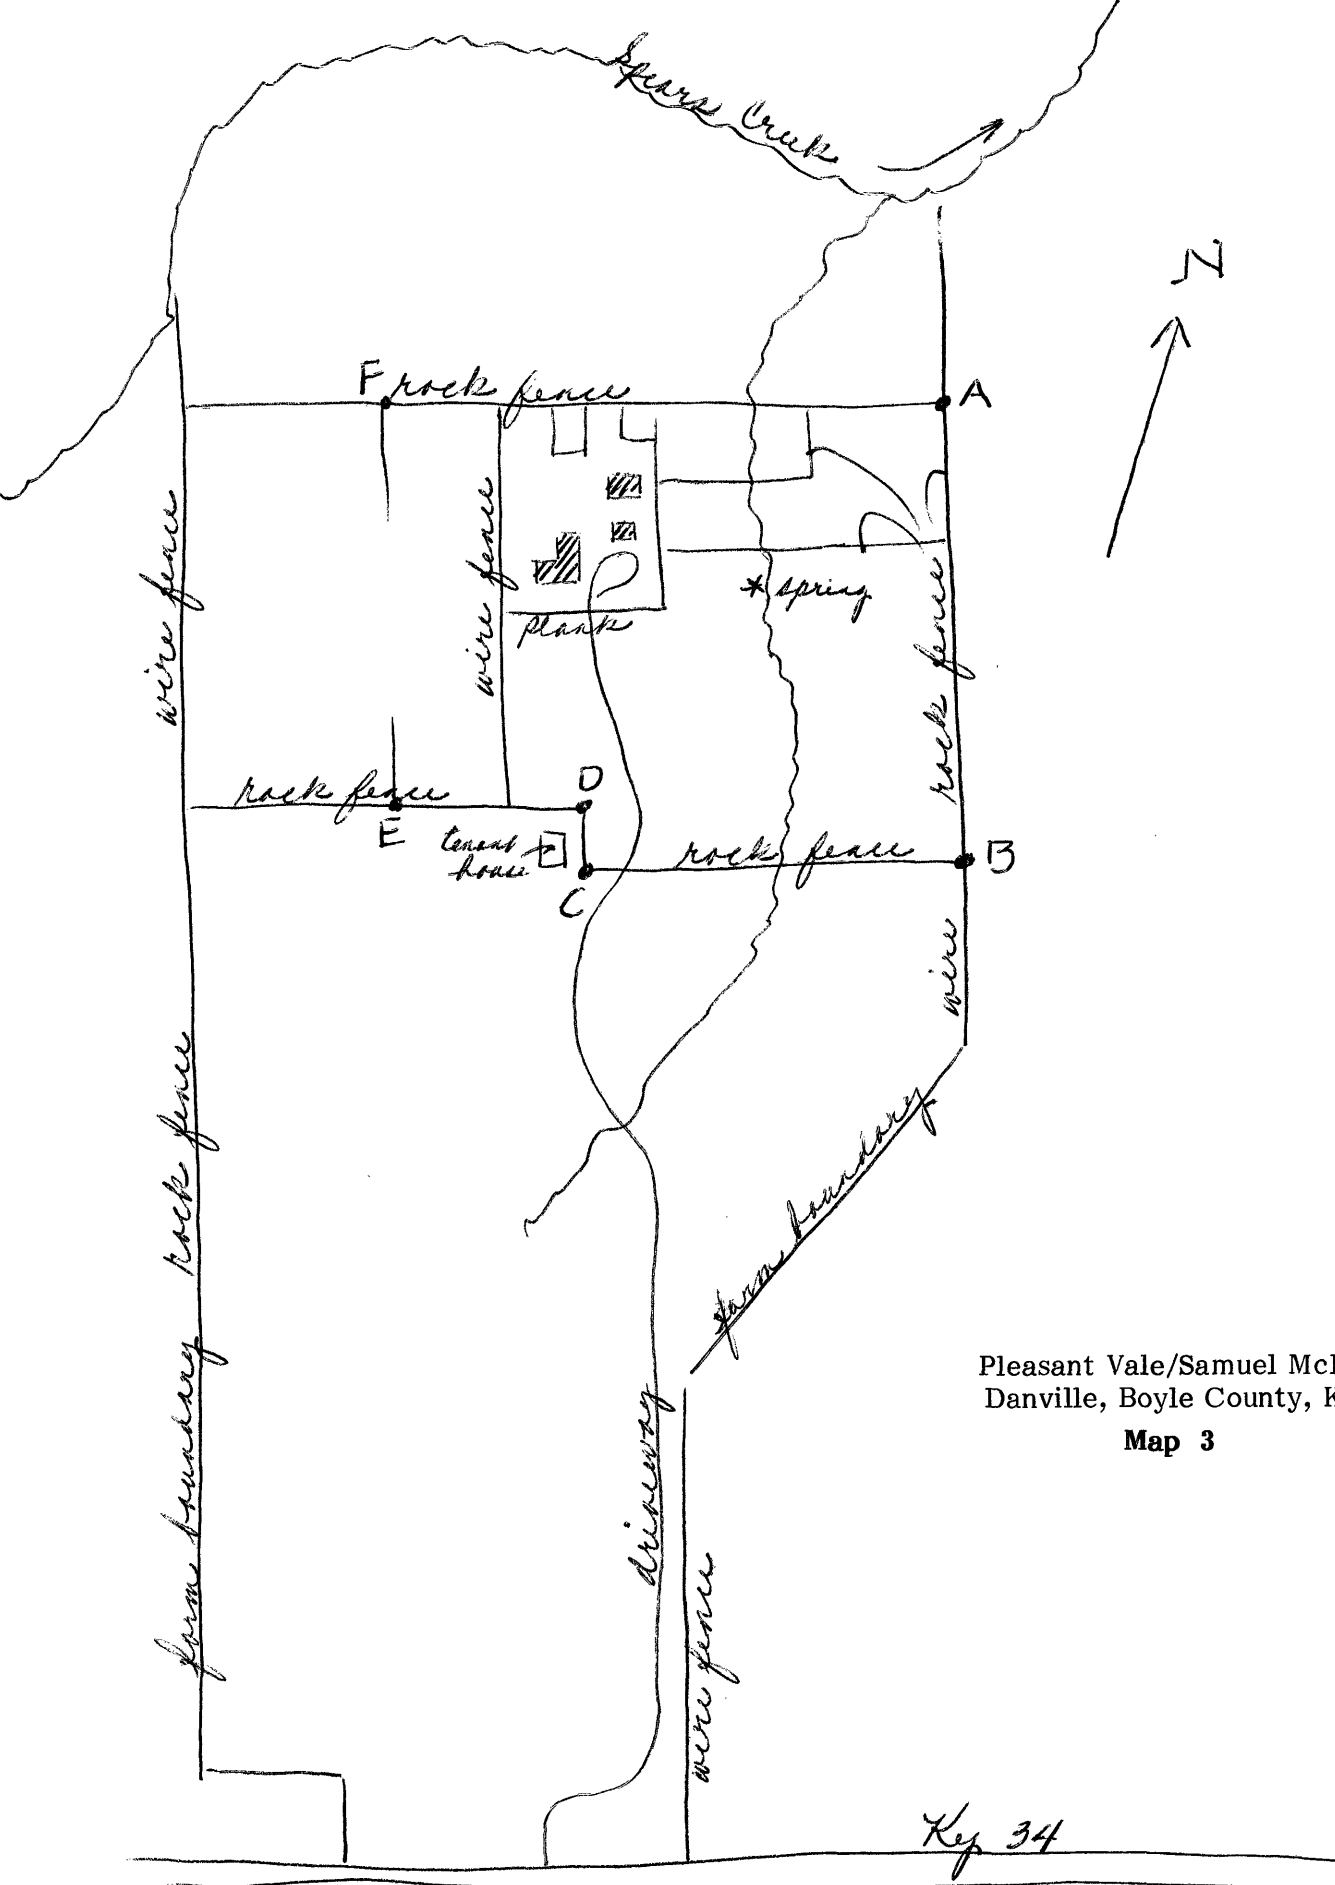 Spears Creek
N
F rock fence
A
wire fence
wire fence
* spring
plank
rock fence
rock fence
D
E
tenant
house
C
rock fence
B
wire
farm boundary
rock fence
farm boundary
driveway
wire fence
Pleasant Vale/Samuel McI
Danville, Boyle County, K
Map 3
Ky 34